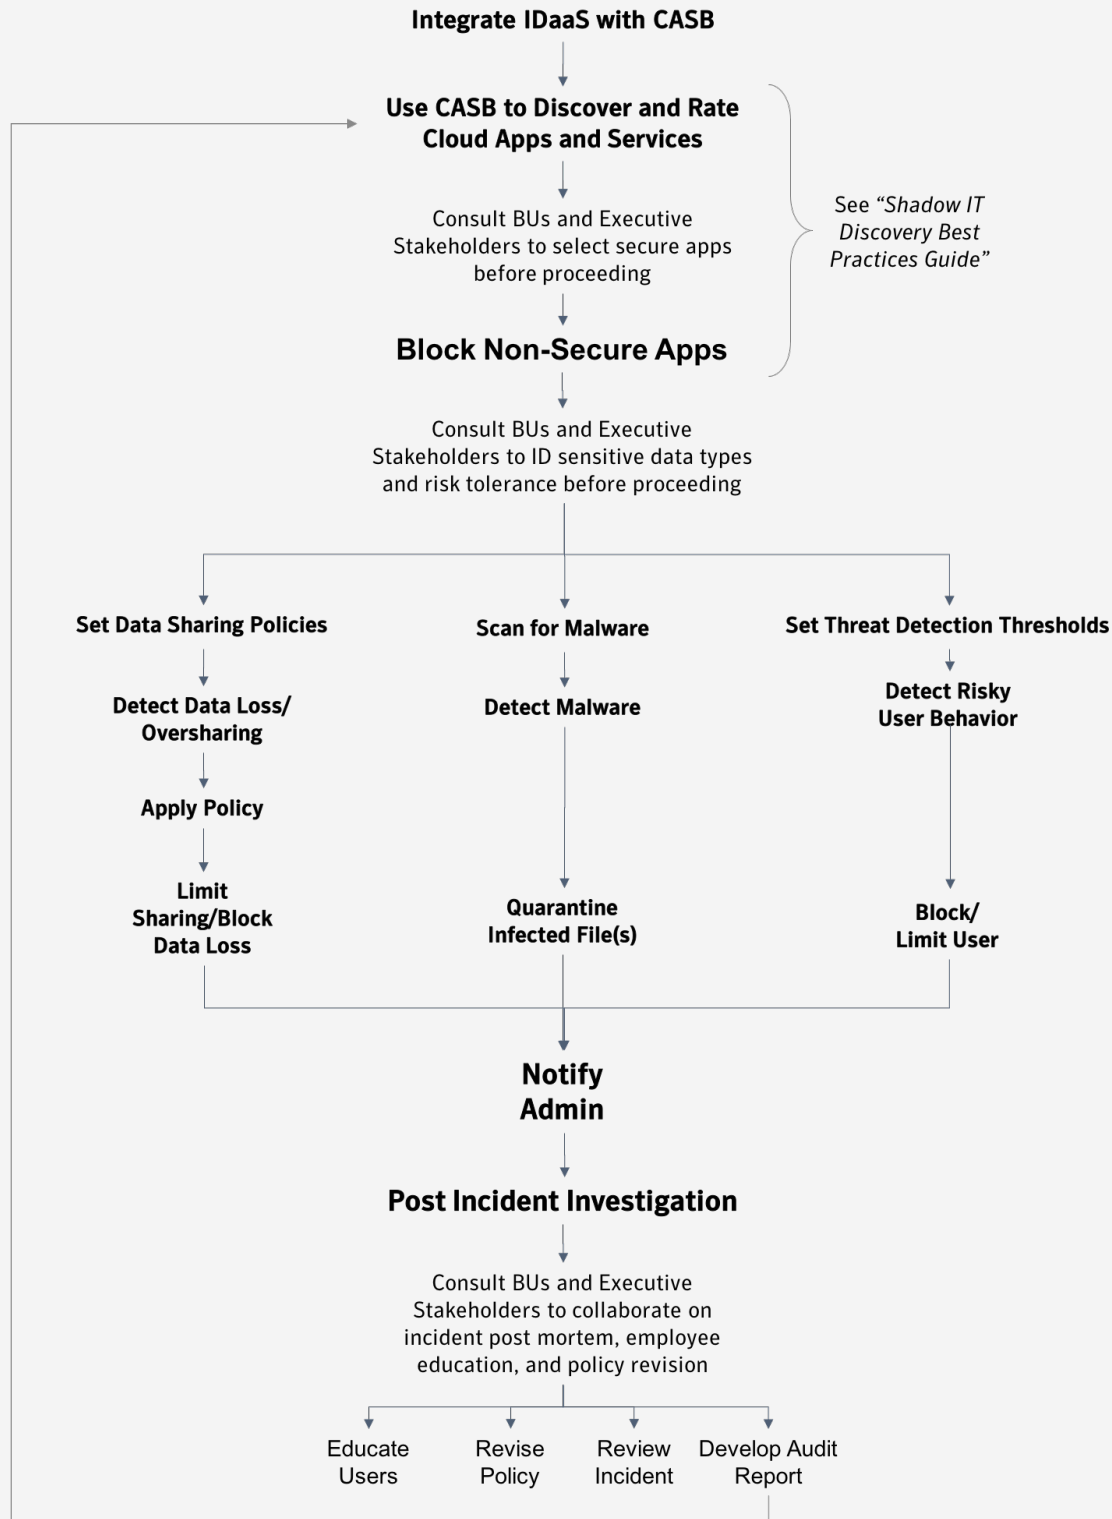 Integrate IDaaS with CASB
Use CASB to Discover and Rate
Cloud Apps and Services
Consult BUs and Executive
Stakeholders to select secure apps
before proceeding
See “Shadow IT
Discovery Best
Practices Guide”
Block Non-Secure Apps
Consult BUs and Executive
Stakeholders to ID sensitive data types
and risk tolerance before proceeding
Set Data Sharing Policies
Detect Data Loss/
Oversharing
Apply Policy
Limit
Sharing/Block
Data Loss
Scan for Malware
Detect Malware
Quarantine
Infected File(s)
Set Threat Detection Thresholds
Detect Risky
User Behavior
Block/
Limit User
Notify
Admin
Post Incident Investigation
Consult BUs and Executive
Stakeholders to collaborate on
incident post mortem, employee
education, and policy revision
Educate
Users
Revise
Policy
Review
Incident
Develop Audit
Report